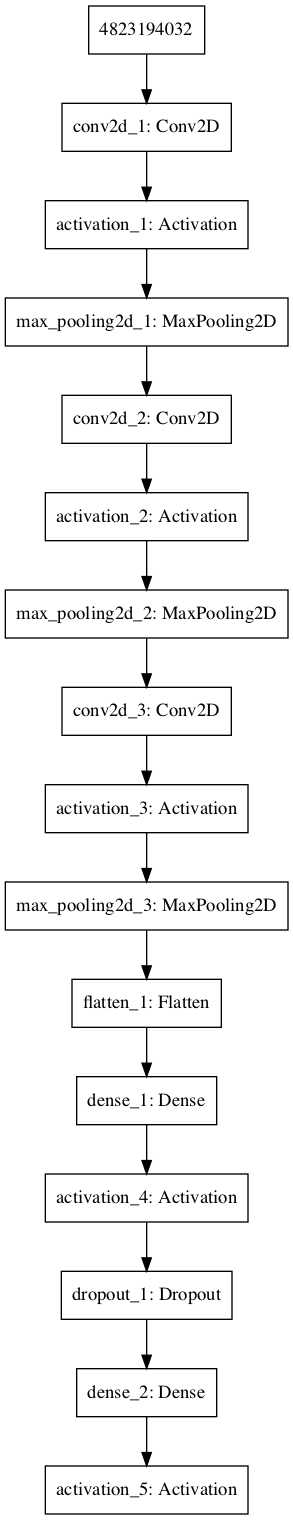 4823194032
conv2d_1: Conv2D
activation_1: Activation
max_pooling2d_1: MaxPooling2D
conv2d_2: Conv2D
activation_2: Activation
max_pooling2d_2: MaxPooling2D
conv2d_3: Conv2D
activation_3: Activation
max_pooling2d_3: MaxPooling2D
flatten_1: Flatten
dense_1: Dense
activation_4: Activation
dropout_1: Dropout
dense_2: Dense
activation_5: Activation